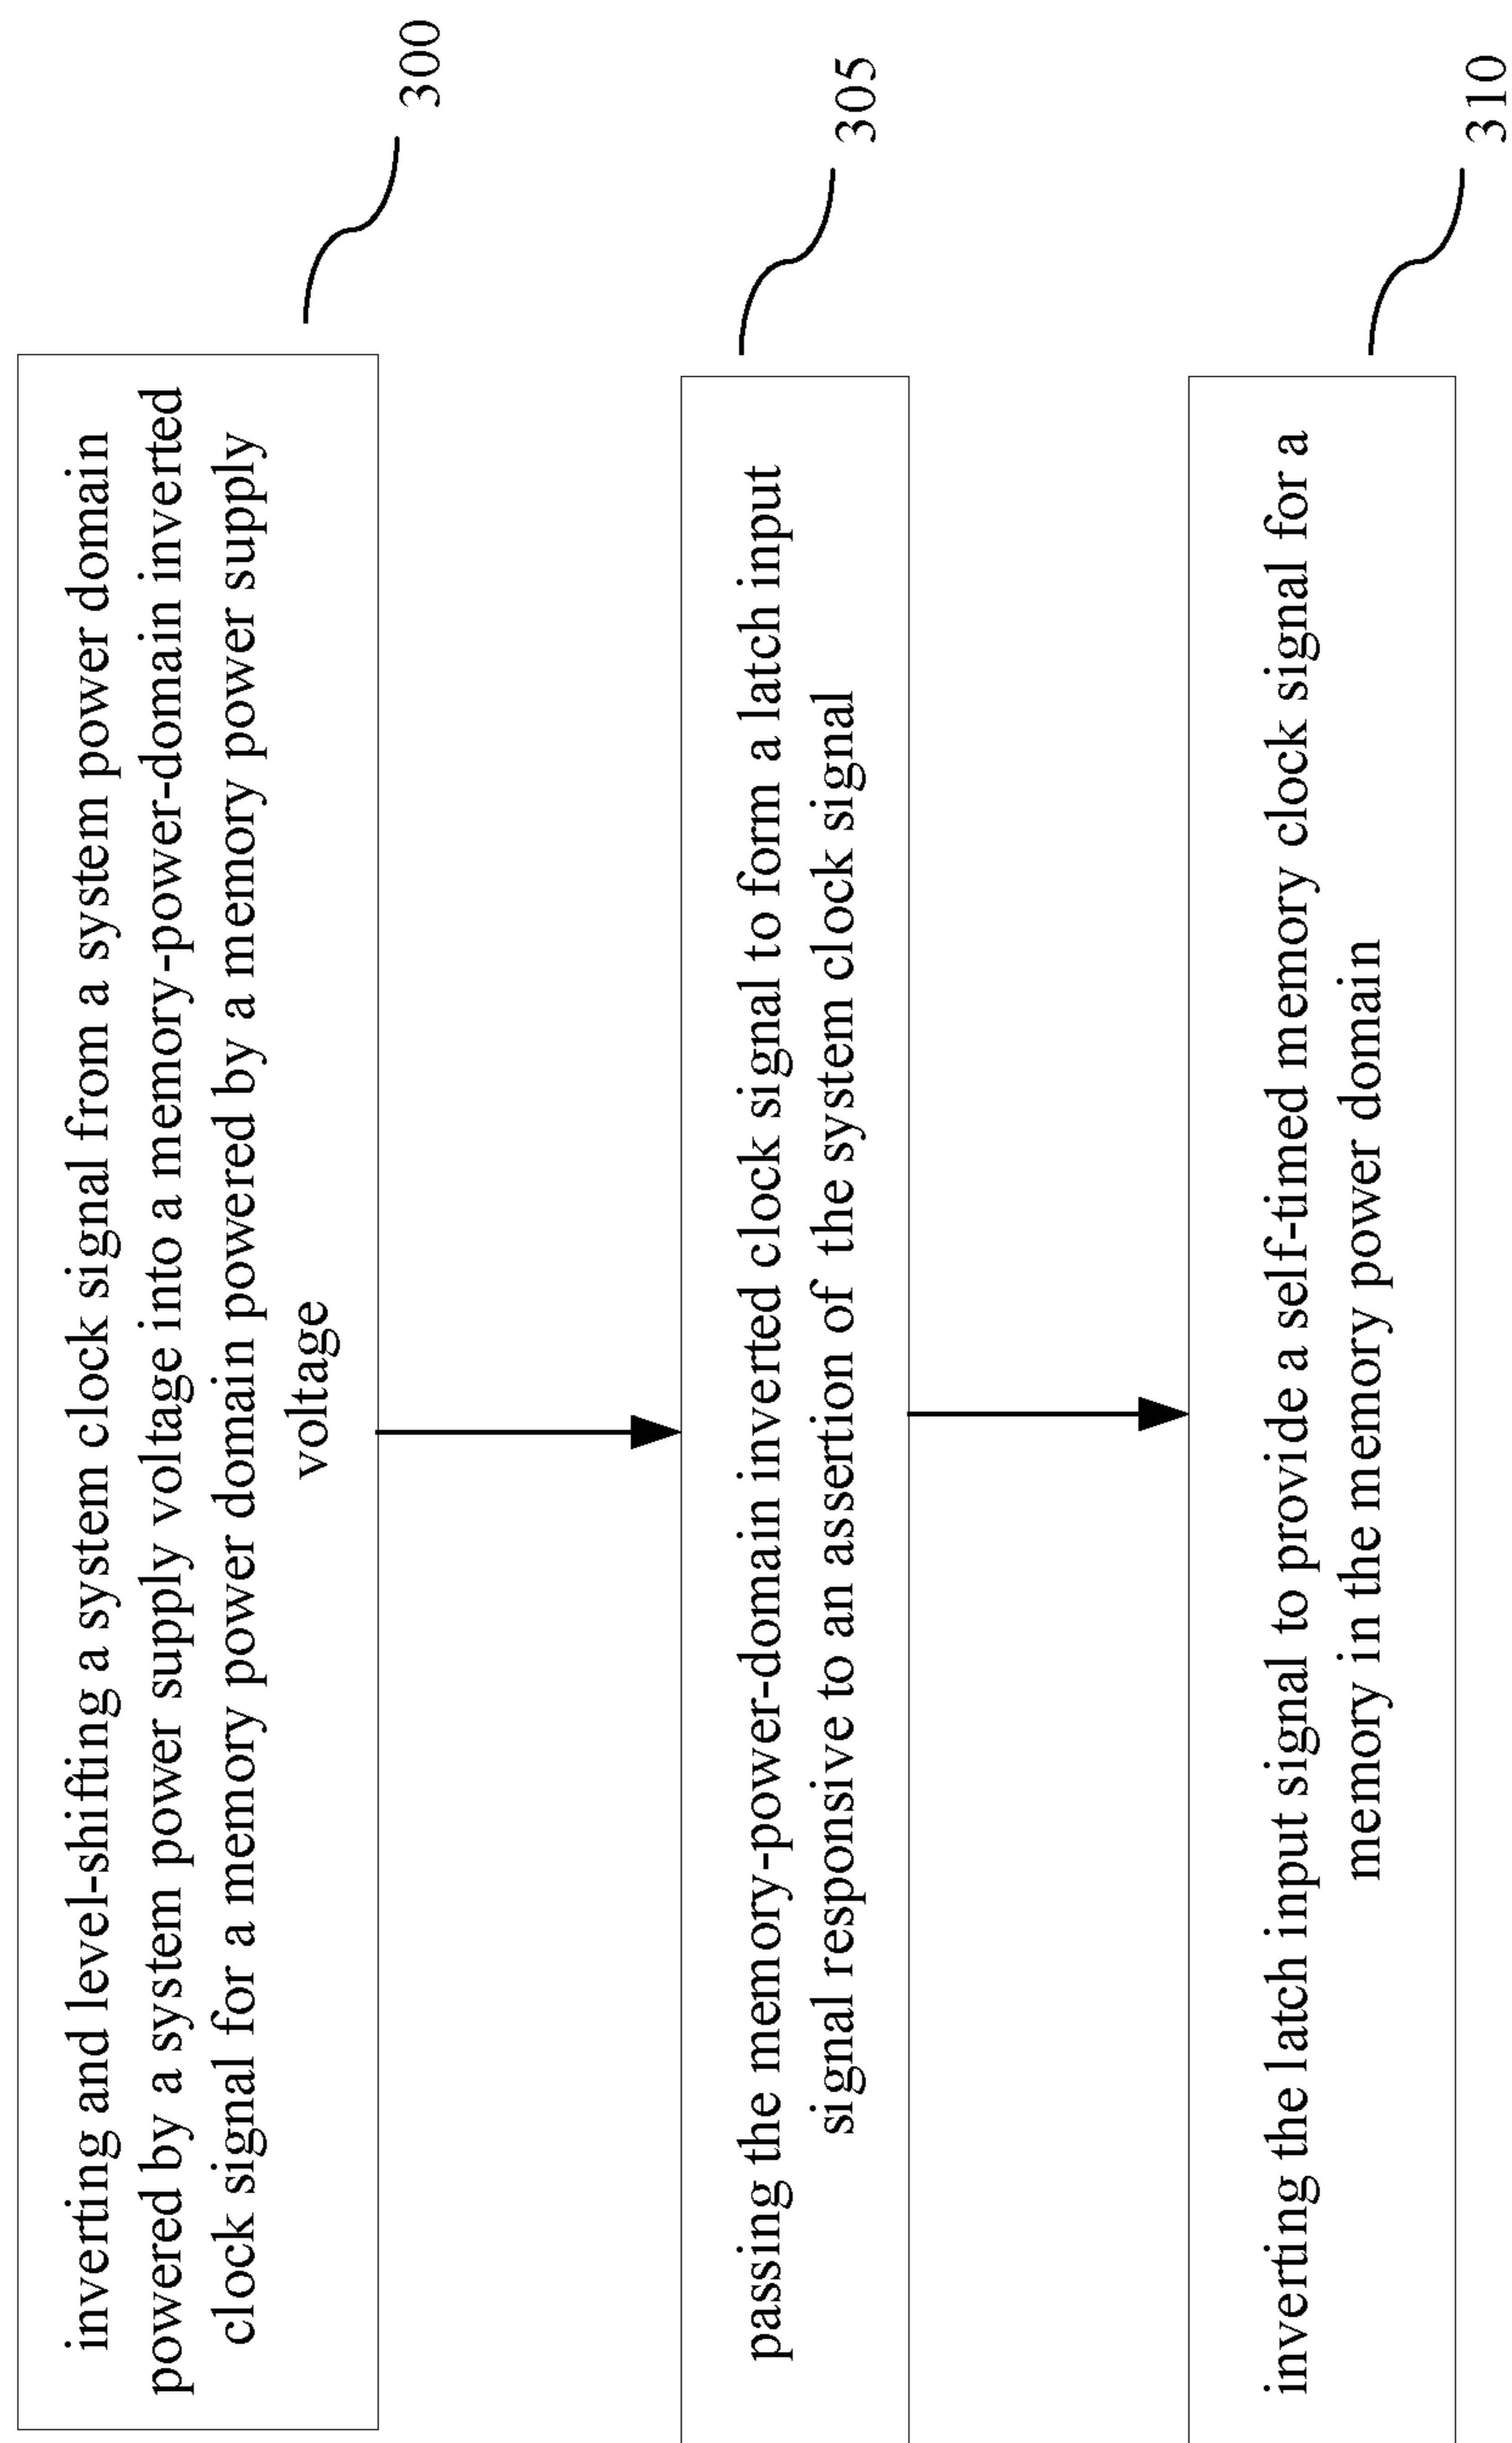 inverting and level-shifting a system clock signal from a system power domain
powered by a system power supply voltage into a memory-power-domain inverted
clock signal for a memory power domain powered by a memory power supply
voltage
300
passing the memory-power-domain inverted clock signal to form a latch input
signal responsive to an assertion of the system clock signal
305
inverting the latch input signal to provide a self-timed memory clock signal for a
memory in the memory power domain
310